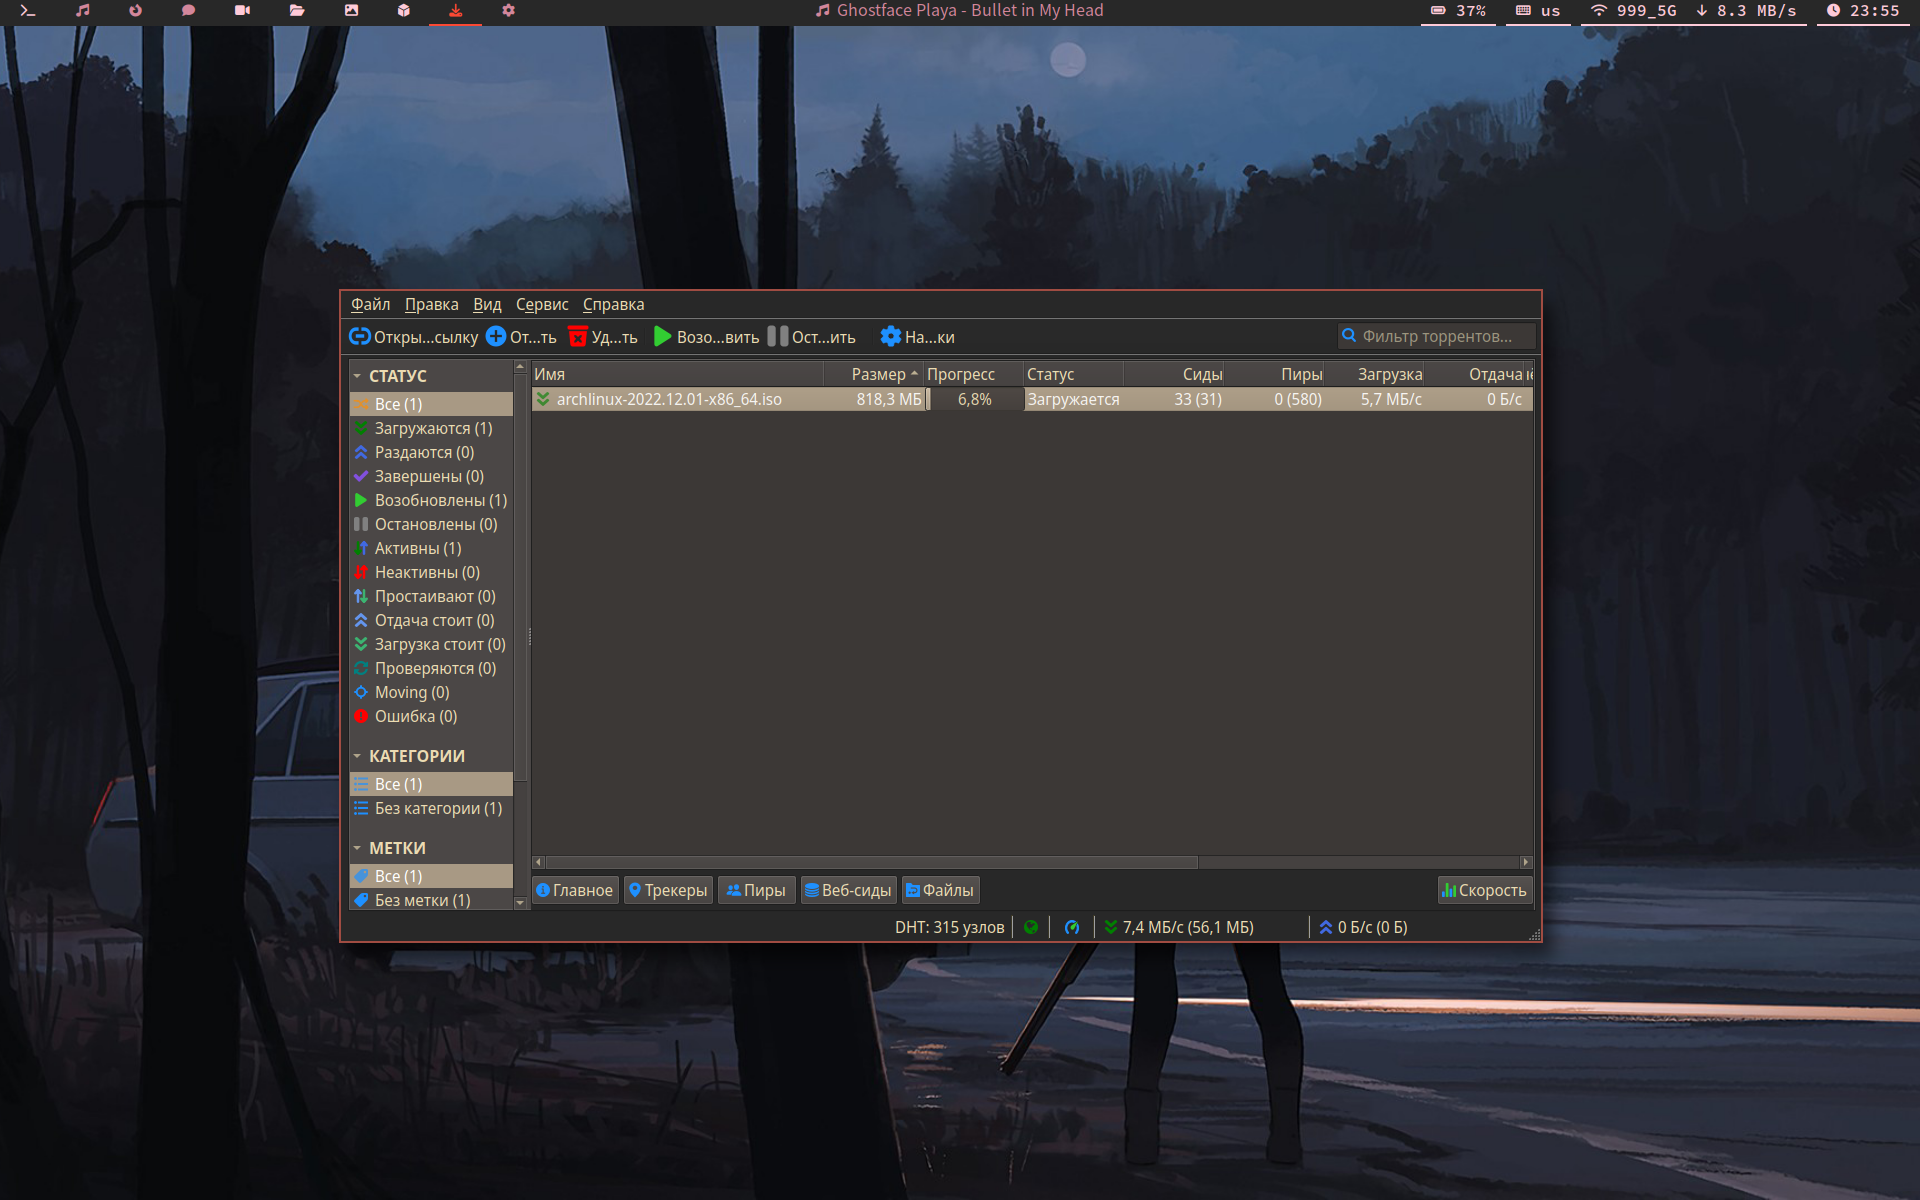 Ghostface Playa - Bullet in My Head
37%
us
999_5G
8.3 MB/s
23:55
Файл Правка Вид Сервис Справка
Откры...сылку От...ть Уд...ть Возо...вить Ост...ить На...ки
Фильтр торрентов...
СТАТУС
Все (1)
Загружаются (1)
Раздаются (0)
Завершены (0)
Возобновлены (1)
Остановлены (0)
Активны (1)
Неактивны (0)
Простаивают (0)
Отдача стоит (0)
Загрузка стоит (0)
Проверяются (0)
Moving (0)
Ошибка (0)
КАТЕГОРИИ
Все (1)
Без категории (1)
МЕТКИ
Все (1)
Без метки (1)
Имя Размер Прогресс Статус Сиды Пиры Загрузка Отдача
archlinux-2022.12.01-x86_64.iso 818,3 МБ 6,8% Загружается 33 (31) 0 (580) 5,7 МБ/с 0 Б/с
Главное Трекеры Пиры Веб-сиды Файлы Скорость
DHT: 315 узлов 7,4 МБ/с (56,1 МБ) 0 Б/с (0 Б)